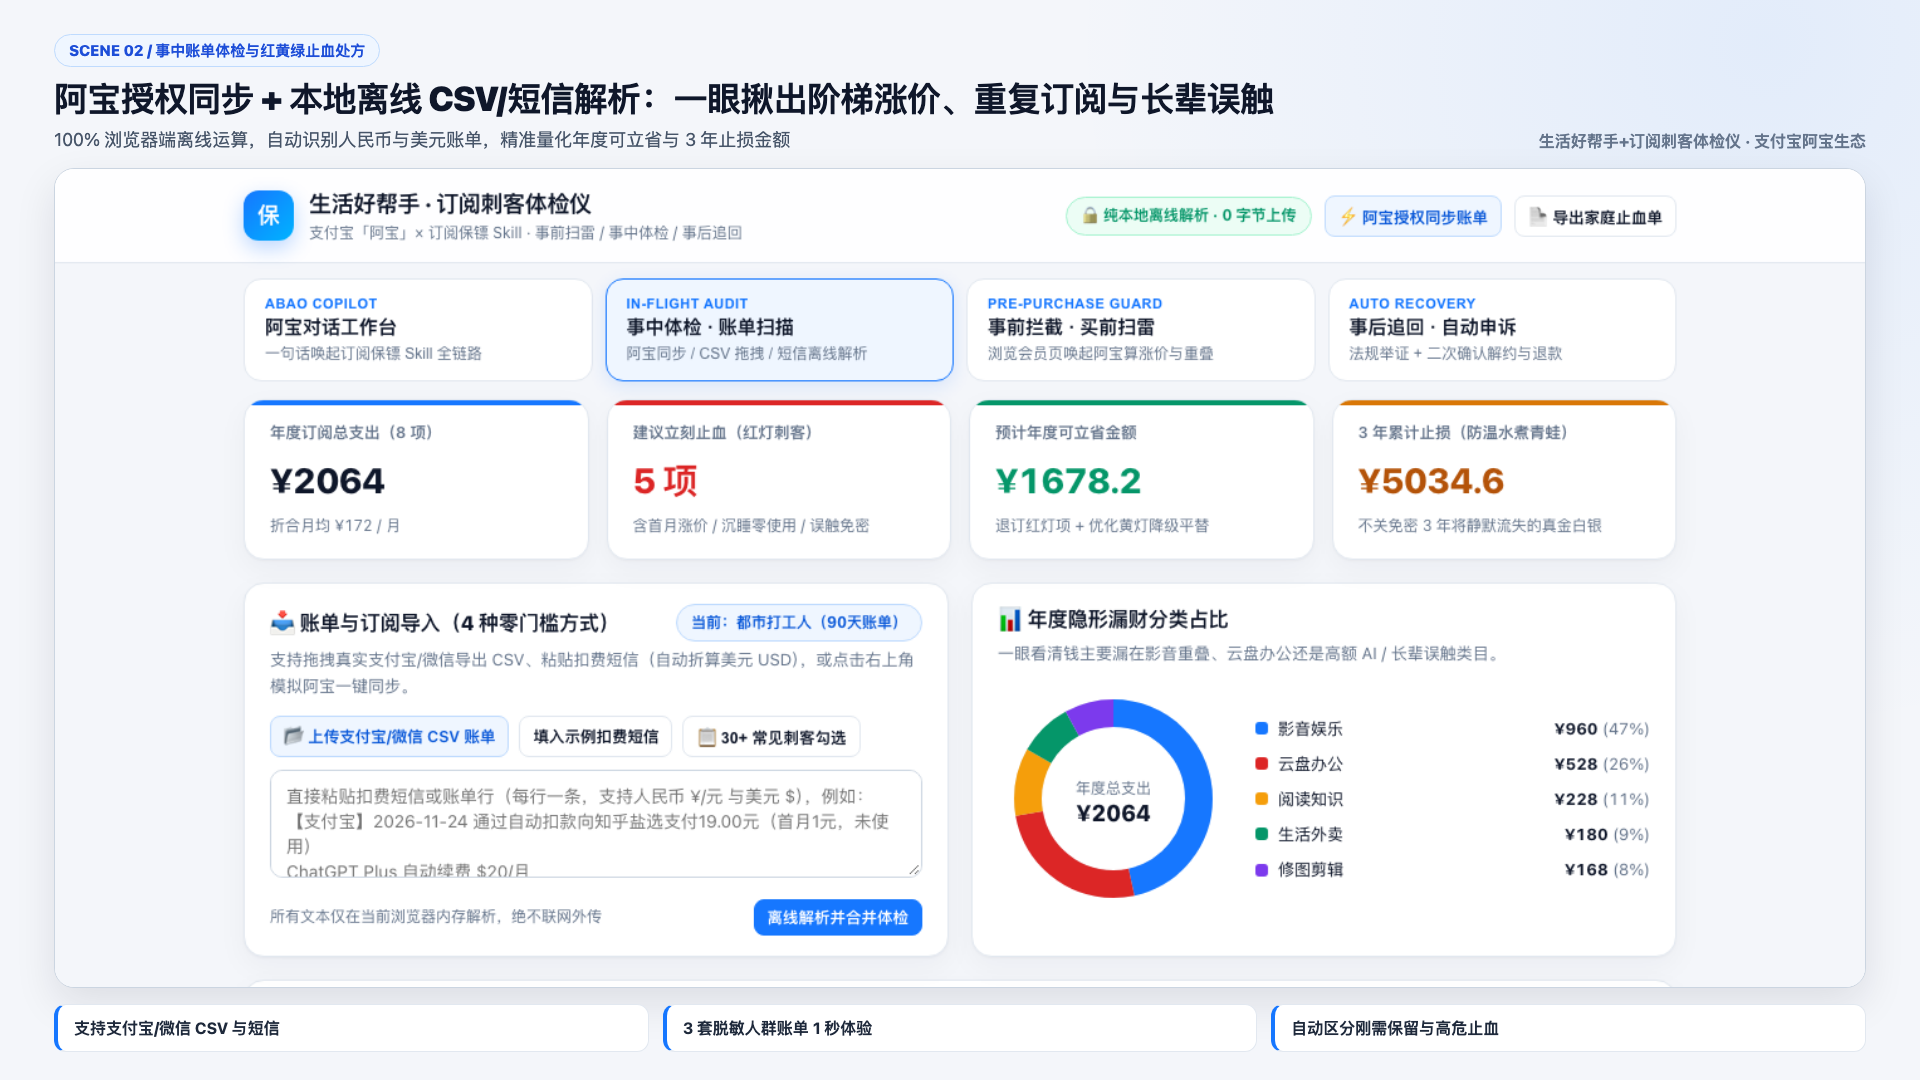 SCENE 02 / 事中账单体检与红黄绿止血处方
阿宝授权同步 + 本地离线 CSV/短信解析：一眼揪出阶梯涨价、重复订阅与长辈误触
100% 浏览器端离线运算，自动识别人民币与美元账单，精准量化年度可立省与 3 年止损金额
生活好帮手+订阅刺客体检仪 · 支付宝阿宝生态
保
生活好帮手 · 订阅刺客体检仪
支付宝「阿宝」× 订阅保镖 Skill · 事前扫雷 / 事中体检 / 事后追回
纯本地离线解析 · 0 字节上传
阿宝授权同步账单
导出家庭止血单
ABAO COPILOT
阿宝对话工作台
一句话唤起订阅保镖 Skill 全链路
IN-FLIGHT AUDIT
事中体检 · 账单扫描
阿宝同步 / CSV 拖拽 / 短信离线解析
PRE-PURCHASE GUARD
事前拦截 · 买前扫雷
浏览会员页唤起阿宝算涨价与重叠
AUTO RECOVERY
事后追回 · 自动申诉
法规举证 + 二次确认解约与退款
年度订阅总支出（8 项）
¥2064
折合月均 ¥172 / 月
建议立刻止血（红灯刺客）
5 项
含首月涨价 / 沉睡零使用 / 误触免密
预计年度可立省金额
¥1678.2
退订红灯项 + 优化黄灯降级平替
3 年累计止损（防温水煮青蛙）
¥5034.6
不关免密 3 年将静默流失的真金白银
账单与订阅导入（4 种零门槛方式）
当前：都市打工人（90天账单）
支持拖拽真实支付宝/微信导出 CSV、粘贴扣费短信（自动折算美元 USD），或点击右上角
模拟阿宝一键同步。
上传支付宝/微信 CSV 账单
填入示例扣费短信
30+ 常见刺客勾选
直接粘贴扣费短信或账单行（每行一条，支持人民币 ¥/元 与美元 $），例如：
【支付宝】2026-11-24 通过自动扣款向知乎盐选支付19.00元（首月1元，未使
用）
ChatGPT Plus 自动续费 $20/月
所有文本仅在当前浏览器内存解析，绝不联网外传
离线解析并合并体检
年度隐形漏财分类占比
一眼看清钱主要漏在影音重叠、云盘办公还是高额 AI / 长辈误触类目。
年度总支出
¥2064
影音娱乐 ¥960 (47%)
云盘办公 ¥528 (26%)
阅读知识 ¥228 (11%)
生活外卖 ¥180 (9%)
修图剪辑 ¥168 (8%)
支持支付宝/微信 CSV 与短信
3 套脱敏人群账单 1 秒体验
自动区分刚需保留与高危止血